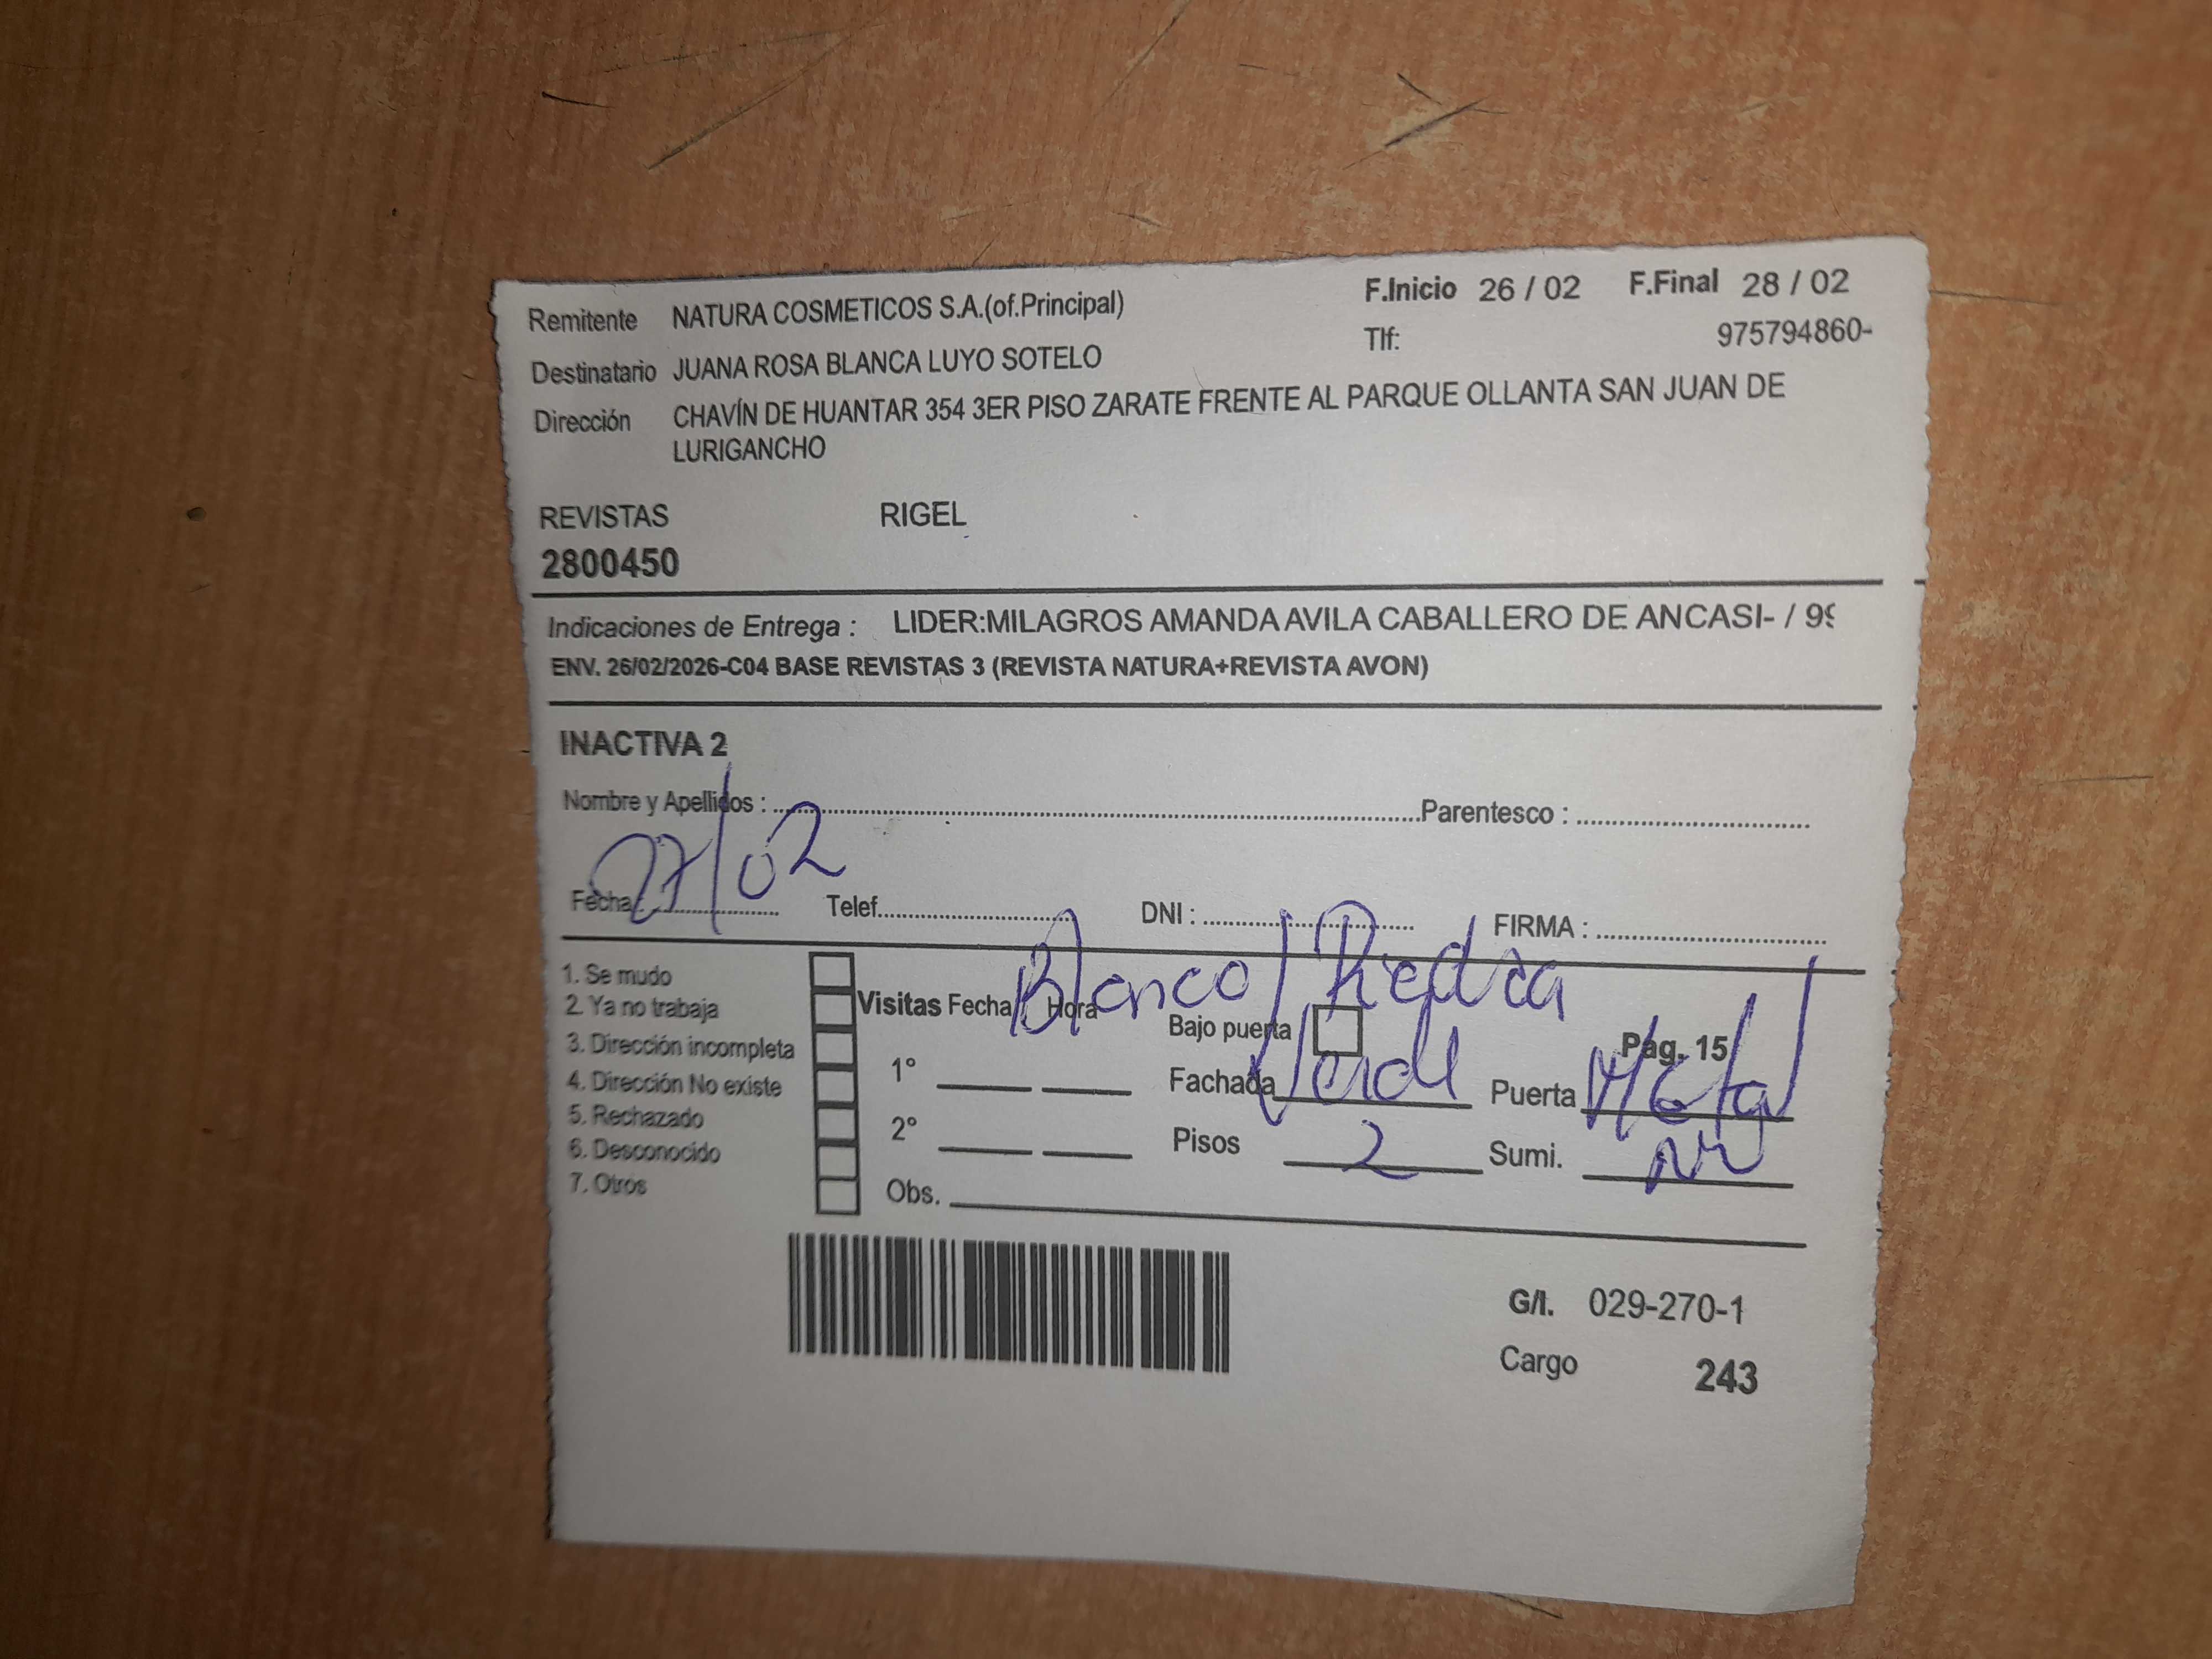 Remitente NATURA COSMETICOS S.A.(of.Principal) F.Inicio 26 / 02 F.Final 28 / 02
Tlf: 975794860-
Destinatario JUANA ROSA BLANCA LUYO SOTELO
Dirección CHAVÍN DE HUANTAR 354 3ER PISO ZARATE FRENTE AL PARQUE OLLANTA SAN JUAN DE
LURIGANCHO
REVISTAS RIGEL
2800450
Indicaciones de Entrega : LIDER:MILAGROS AMANDA AVILA CABALLERO DE ANCASI- / 99
ENV. 26/02/2026-C04 BASE REVISTAS 3 (REVISTA NATURA+REVISTA AVON)
INACTIVA 2
Nombre y Apellidos : Parentesco :
Fecha : 27/02 Telef. DNI : FIRMA :
Blanco/Piedra
1. Se mudo
2. Ya no trabaja
3. Dirección incompleta
4. Dirección No existe
5. Rechazado
6. Desconocido
7. Otros
Visitas Fecha Hora
1°
2°
Obs.
Bajo puerta Pág. 15
Fachada Verde Puerta Metal
Pisos 2 Sumi.
G/I. 029-270-1
Cargo 243